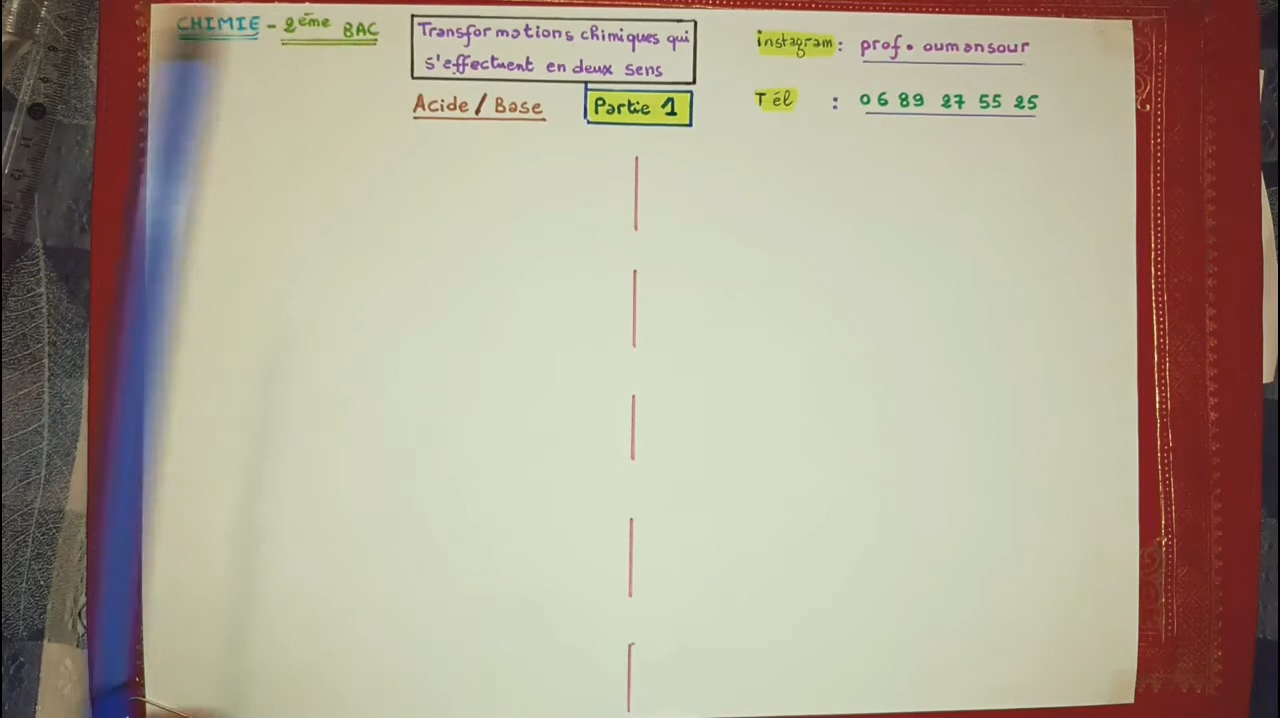 CHIMIE - 2ème BAC
Transformations chimiques qui
s'effectuent en deux sens
Acide / Base
Partie 1
instagram : prof.oumansour
Tél : 06 89 27 55 25